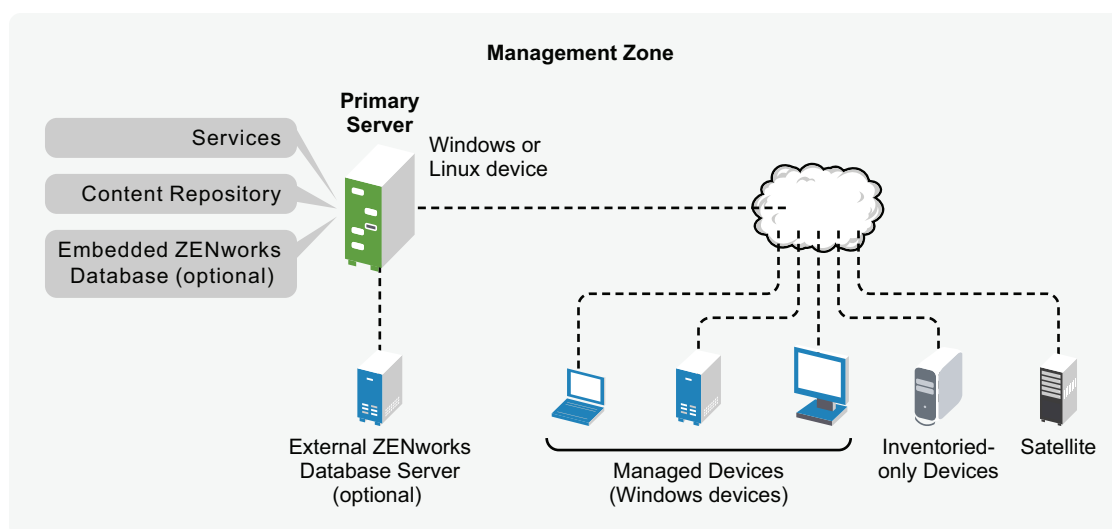 Management Zone
Primary
Server
Windows or
Linux device
Services
Content Repository
Embedded ZENworks
Database (optional)
External ZENworks
Database Server
(optional)
Managed Devices
(Windows devices)
Inventoried-
only Devices
Satellite